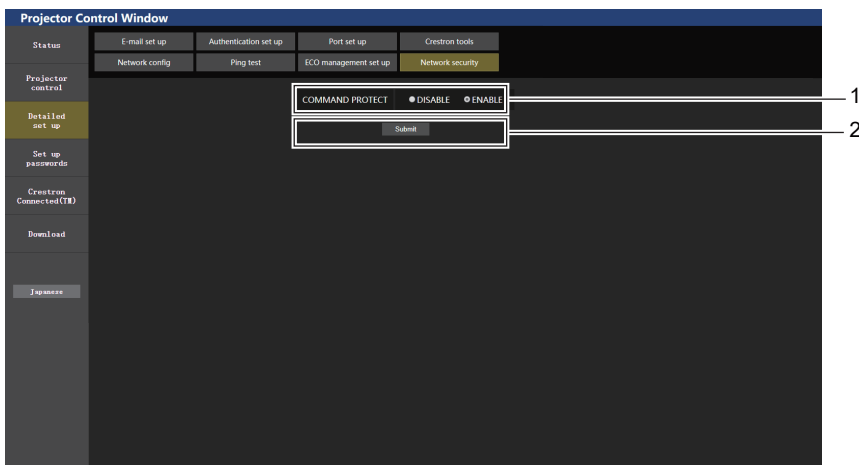 Projector Control Window
Status
E-mail set up
Authentication set up
Port set up
Crestron tools
Network config
Ping test
ECO management set up
Network security
Projector
control
Detailed
set up
Set up
passwords
Crestron
Connected(TM)
Download
Japanese
COMMAND PROTECT
DISABLE
ENABLE
1
Submit
2